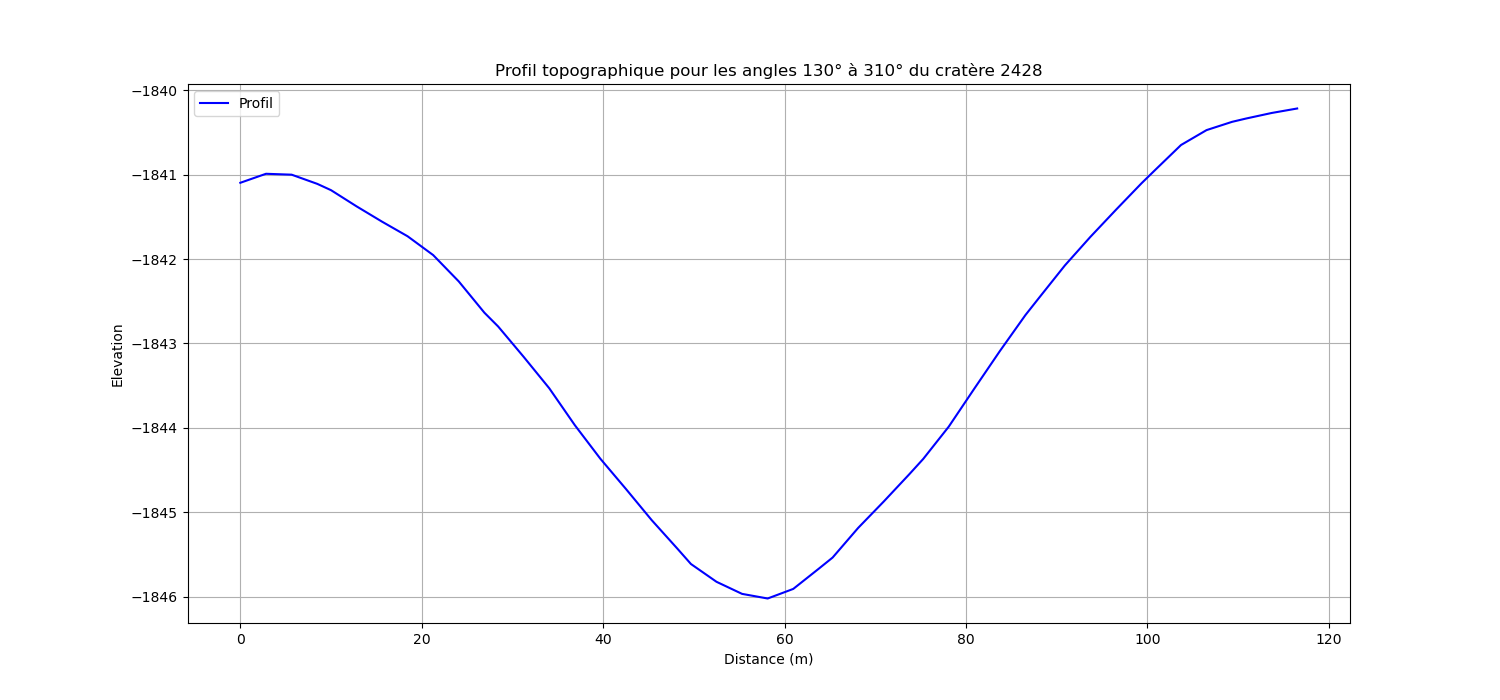 Profil topographique pour les angles 130° à 310° du cratère 2428
Profil
−1840
−1841
−1842
−1843
−1844
−1845
−1846
Elevation
0 20 40 60 80 100 120
Distance (m)